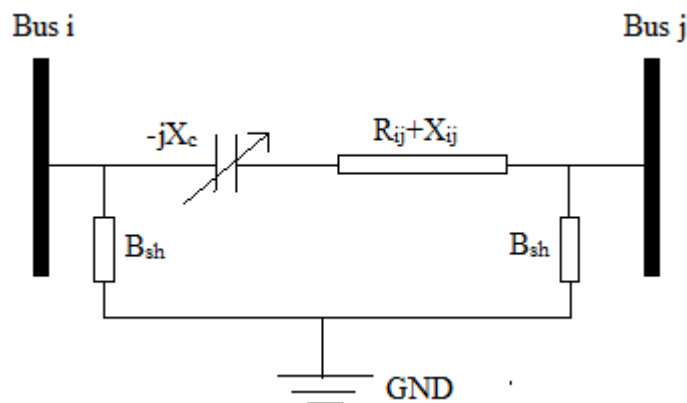 Bus i
Bus j
-jXc
Rij+Xij
Bsh
Bsh
GND